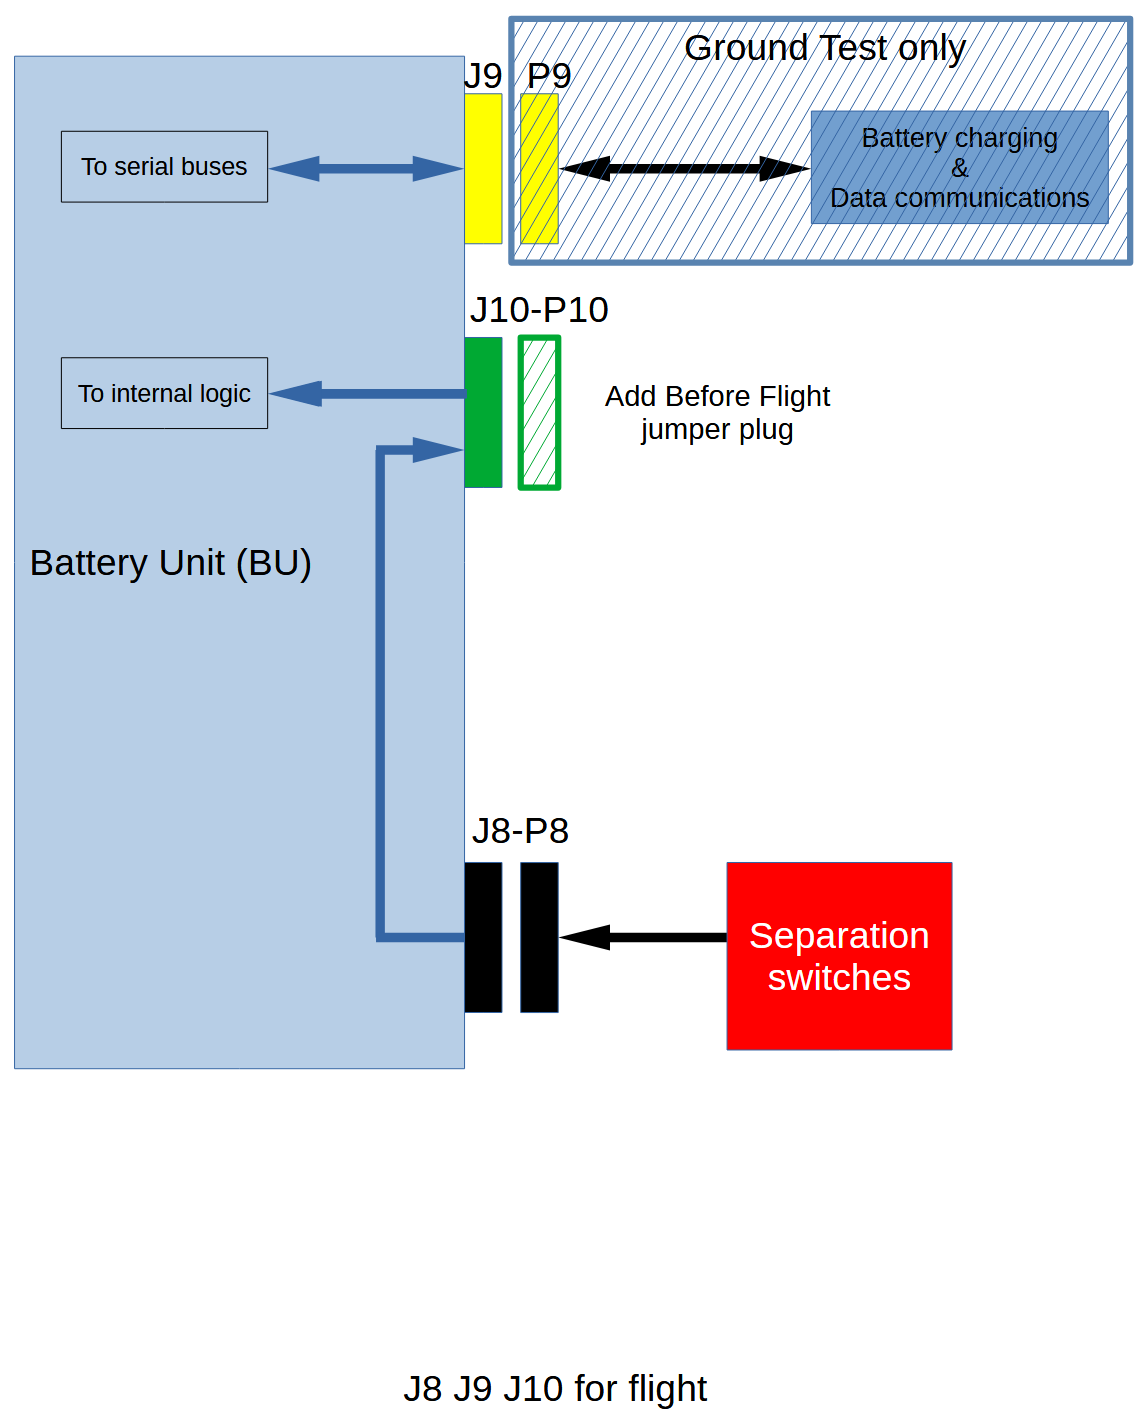 Ground Test only
J9 P9
Battery charging
&
Data communications
To serial buses
J10-P10
To internal logic
Add Before Flight
jumper plug
Battery Unit (BU)
J8-P8
Separation
switches
J8 J9 J10 for flight